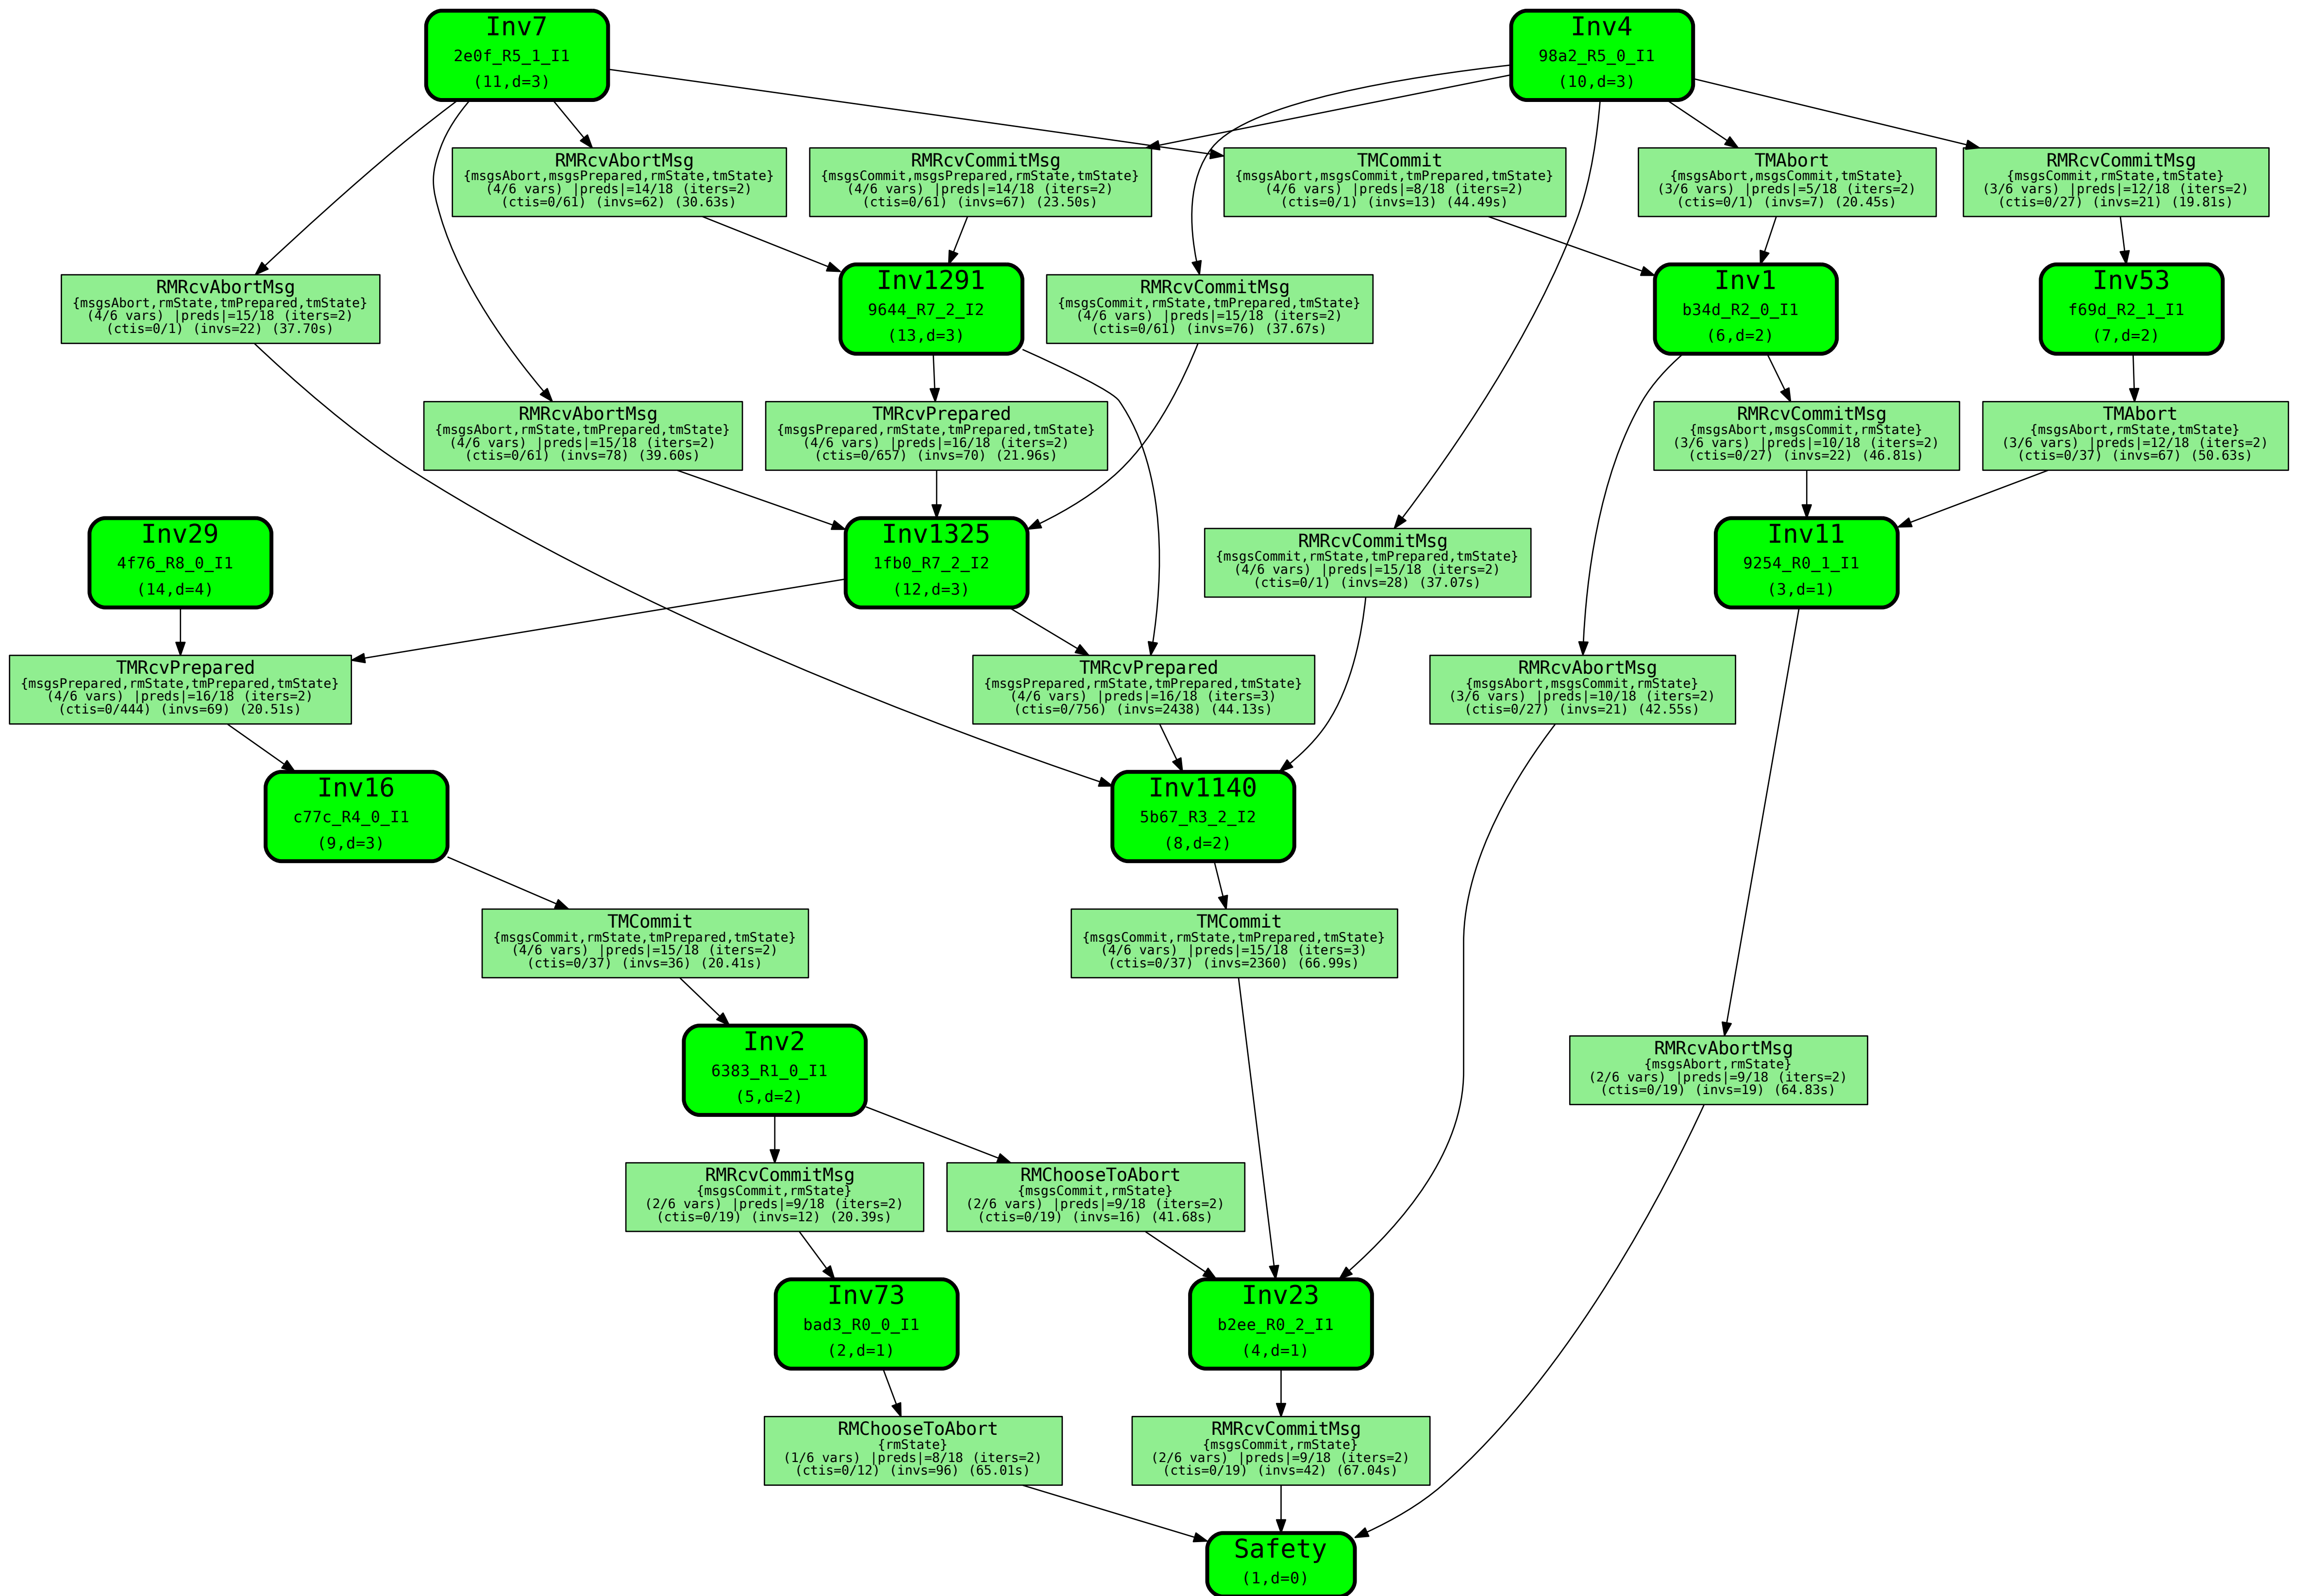 Inv7
2e0f_R5_1_I1
(11,d=3)
Inv4
98a2_R5_0_I1
(10,d=3)
RMRcvAbortMsg
{msgsAbort,msgsPrepared,rmState,tmState}
(4/6 vars) |preds|=14/18 (iters=2)
(ctis=0/61) (invs=62) (30.63s)
RMRcvCommitMsg
{msgsCommit,msgsPrepared,rmState,tmState}
(4/6 vars) |preds|=14/18 (iters=2)
(ctis=0/61) (invs=67) (23.50s)
TMCommit
{msgsAbort,msgsCommit,tmPrepared,tmState}
(4/6 vars) |preds|=8/18 (iters=2)
(ctis=0/1) (invs=13) (44.49s)
TMAbort
{msgsAbort,msgsCommit,tmState}
(3/6 vars) |preds|=5/18 (iters=2)
(ctis=0/1) (invs=7) (20.45s)
RMRcvCommitMsg
{msgsCommit,rmState,tmState}
(3/6 vars) |preds|=12/18 (iters=2)
(ctis=0/27) (invs=21) (19.81s)
RMRcvAbortMsg
{msgsAbort,rmState,tmPrepared,tmState}
(4/6 vars) |preds|=15/18 (iters=2)
(ctis=0/1) (invs=22) (37.70s)
Inv1291
9644_R7_2_I2
(13,d=3)
RMRcvCommitMsg
{msgsCommit,rmState,tmPrepared,tmState}
(4/6 vars) |preds|=15/18 (iters=2)
(ctis=0/61) (invs=76) (37.67s)
Inv1
b34d_R2_0_I1
(6,d=2)
Inv53
f69d_R2_1_I1
(7,d=2)
RMRcvAbortMsg
{msgsAbort,rmState,tmPrepared,tmState}
(4/6 vars) |preds|=15/18 (iters=2)
(ctis=0/61) (invs=78) (39.60s)
TMRcvPrepared
{msgsPrepared,rmState,tmPrepared,tmState}
(4/6 vars) |preds|=16/18 (iters=2)
(ctis=0/657) (invs=70) (21.96s)
RMRcvCommitMsg
{msgsAbort,msgsCommit,rmState}
(3/6 vars) |preds|=10/18 (iters=2)
(ctis=0/27) (invs=22) (46.81s)
TMAbort
{msgsAbort,rmState,tmState}
(3/6 vars) |preds|=12/18 (iters=2)
(ctis=0/37) (invs=67) (50.63s)
Inv29
4f76_R8_0_I1
(14,d=4)
Inv1325
1fb0_R7_2_I2
(12,d=3)
RMRcvCommitMsg
{msgsCommit,rmState,tmPrepared,tmState}
(4/6 vars) |preds|=15/18 (iters=2)
(ctis=0/1) (invs=28) (37.07s)
Inv11
9254_R0_1_I1
(3,d=1)
TMRcvPrepared
{msgsPrepared,rmState,tmPrepared,tmState}
(4/6 vars) |preds|=16/18 (iters=2)
(ctis=0/444) (invs=69) (20.51s)
TMRcvPrepared
{msgsPrepared,rmState,tmPrepared,tmState}
(4/6 vars) |preds|=16/18 (iters=3)
(ctis=0/756) (invs=2438) (44.13s)
RMRcvAbortMsg
{msgsAbort,msgsCommit,rmState}
(3/6 vars) |preds|=10/18 (iters=2)
(ctis=0/27) (invs=21) (42.55s)
Inv16
c77c_R4_0_I1
(9,d=3)
Inv1140
5b67_R3_2_I2
(8,d=2)
TMCommit
{msgsCommit,rmState,tmPrepared,tmState}
(4/6 vars) |preds|=15/18 (iters=2)
(ctis=0/37) (invs=36) (20.41s)
TMCommit
{msgsCommit,rmState,tmPrepared,tmState}
(4/6 vars) |preds|=15/18 (iters=3)
(ctis=0/37) (invs=2360) (66.99s)
Inv2
6383_R1_0_I1
(5,d=2)
RMRcvAbortMsg
{msgsAbort,rmState}
(2/6 vars) |preds|=9/18 (iters=2)
(ctis=0/19) (invs=19) (64.83s)
RMRcvCommitMsg
{msgsCommit,rmState}
(2/6 vars) |preds|=9/18 (iters=2)
(ctis=0/19) (invs=12) (20.39s)
RMChooseToAbort
{msgsCommit,rmState}
(2/6 vars) |preds|=9/18 (iters=2)
(ctis=0/19) (invs=16) (41.68s)
Inv73
bad3_R0_0_I1
(2,d=1)
Inv23
b2ee_R0_2_I1
(4,d=1)
RMChooseToAbort
{rmState}
(1/6 vars) |preds|=8/18 (iters=2)
(ctis=0/12) (invs=96) (65.01s)
RMRcvCommitMsg
{msgsCommit,rmState}
(2/6 vars) |preds|=9/18 (iters=2)
(ctis=0/19) (invs=42) (67.04s)
Safety
(1,d=0)